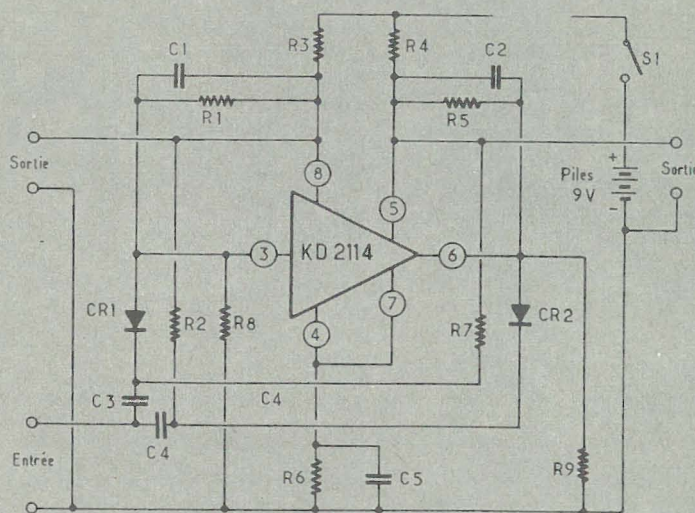 C1
R3
R4
C2
S1
R1
R5
Sortie
8
5
+
Piles
9V
-
Sortie
3
KD 2114
6
7
4
CR1
R2
R8
R7
CR2
C3
C4
C4
Entrée
R6
C5
R9